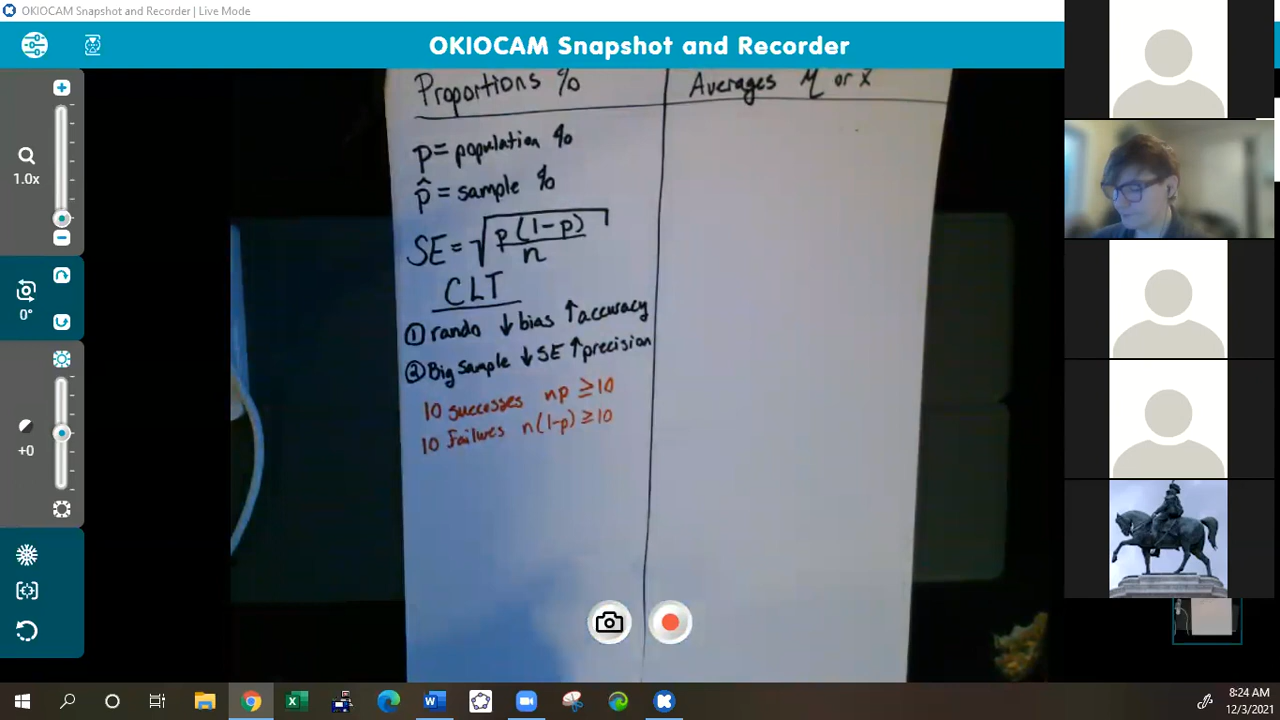 OKIOCAM Snapshot and Recorder | Live Mode
OKIOCAM Snapshot and Recorder
1.0x
0°
+0
Proportions %
Averages μ or x̄
p = population %
p̂ = sample %
SE = √(p(1-p)/n)
CLT
① rando ↓ bias ↑ accuracy
② Big Sample ↓ SE ↑ precision
10 successes np ≥ 10
10 failures n(1-p) ≥ 10
8:24 AM
12/3/2021